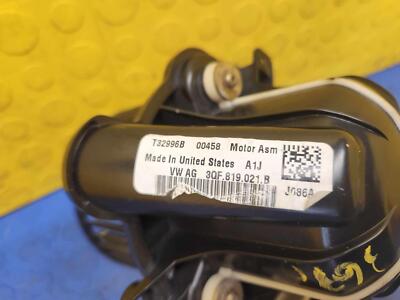 T32996B 00458 Motor Asm
Made In United States A1J
VW AG 3QF.819.021.B
J086A